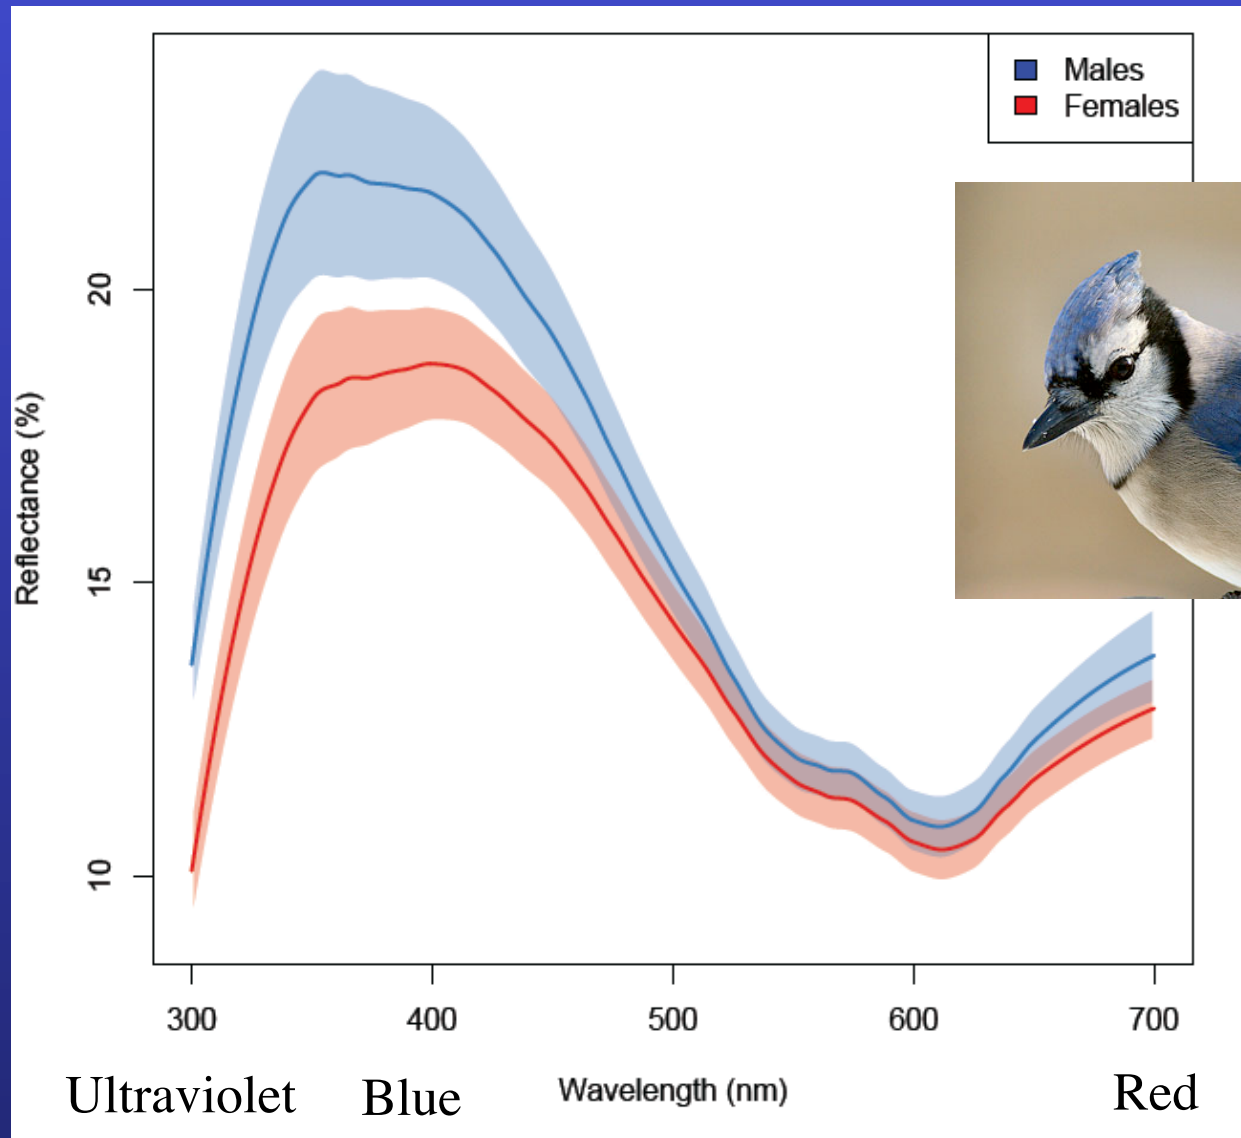 Males
Females
Reflectance (%)
20
15
10
300 400 500 600 700
Wavelength (nm)
Ultraviolet Blue Red